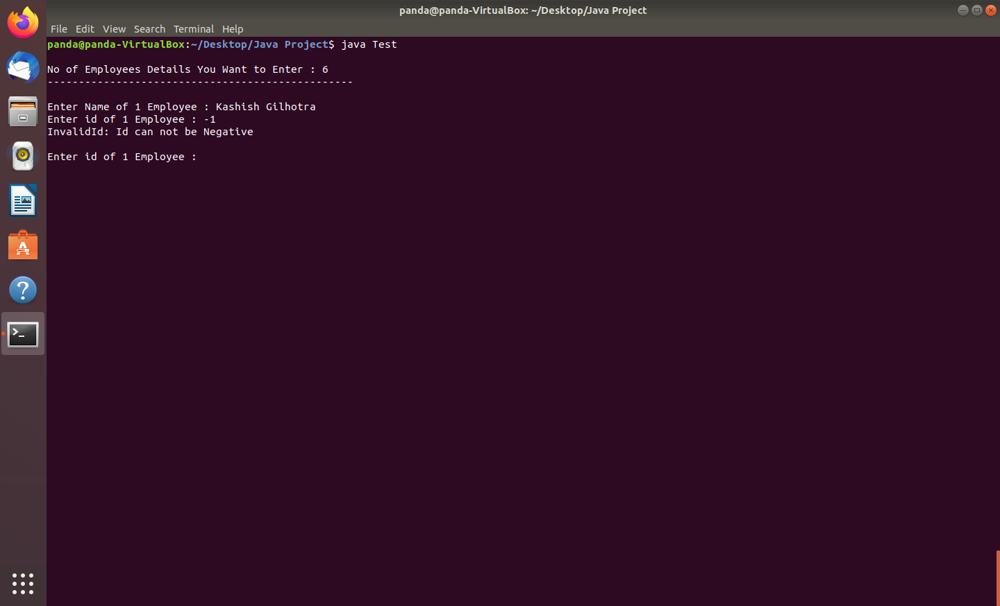 panda@panda-VirtualBox: ~/Desktop/Java Project
File Edit View Search Terminal Help
panda@panda-VirtualBox:~/Desktop/Java Project$ java Test
No of Employees Details You Want to Enter : 6
-------------------------------------------------
Enter Name of 1 Employee : Kashish Gilhotra
Enter id of 1 Employee : -1
InvalidId: Id can not be Negative
Enter id of 1 Employee :